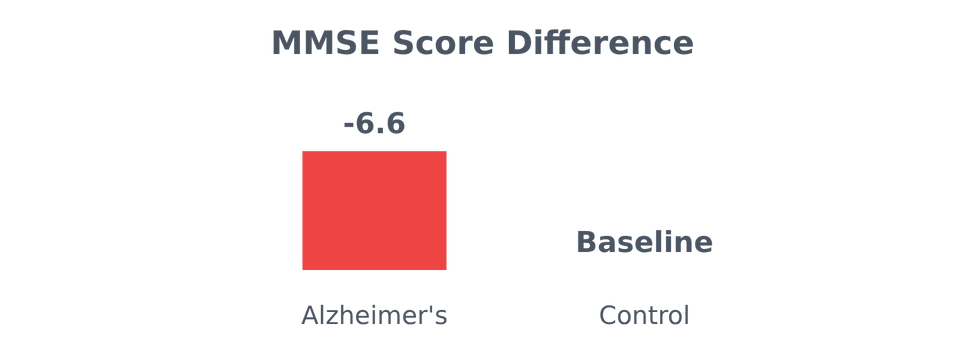 MMSE Score Difference
-6.6
Baseline
Alzheimer's
Control